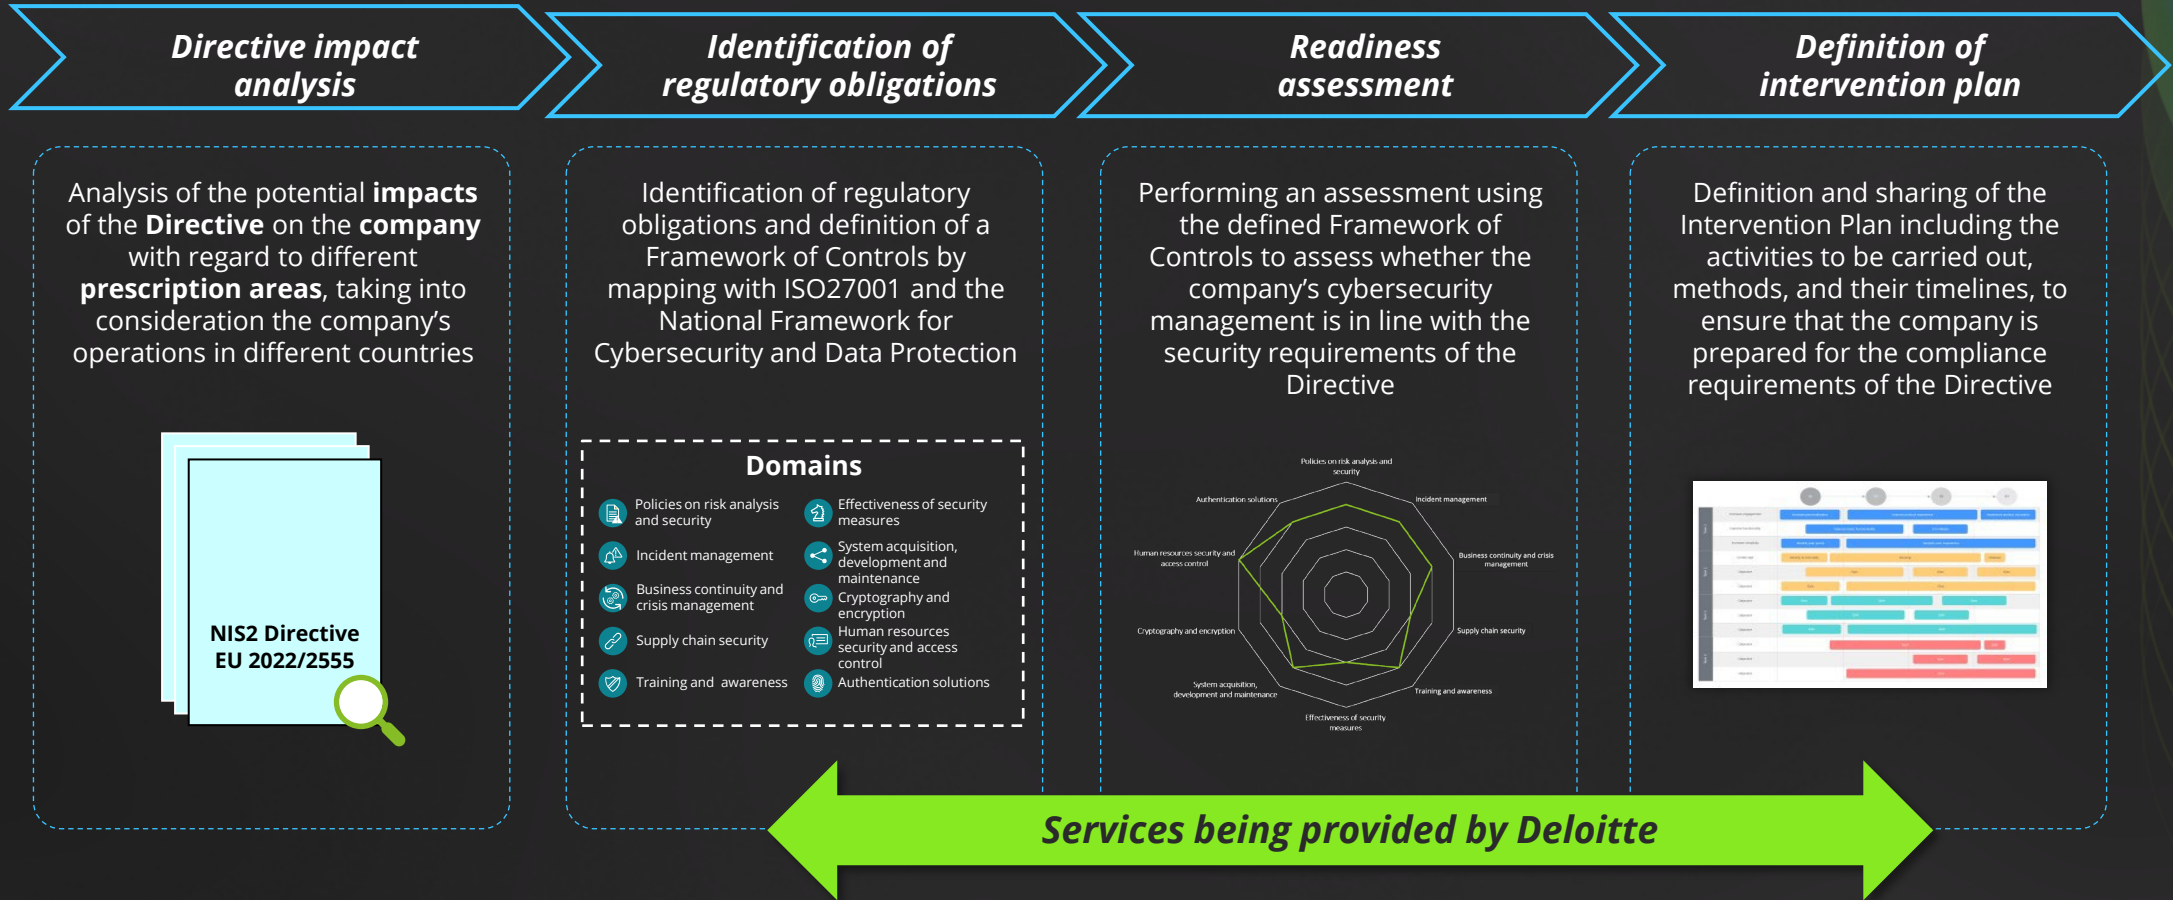 Directive impact
analysis
Identification of
regulatory obligations
Readiness
assessment
Definition of
intervention plan
Analysis of the potential impacts
of the Directive on the company
with regard to different
prescription areas, taking into
consideration the company's
operations in different countries
NIS2 Directive
EU 2022/2555
Identification of regulatory
obligations and definition of a
Framework of Controls by
mapping with ISO27001 and the
National Framework for
Cybersecurity and Data Protection
Domains
Policies on risk analysis
and security
Incident management
Business continuity and
crisis management
Supply chain security
Training and awareness
Effectiveness of security
measures
System acquisition,
development and
maintenance
Cryptography and
encryption
Human resources
security and access
control
Authentication solutions
Performing an assessment using
the defined Framework of
Controls to assess whether the
company's cybersecurity
management is in line with the
security requirements of the
Directive
Policies on risk analysis and
security
Incident management
Business continuity and crisis
management
Supply chain security
Training and awareness
Effectiveness of security
measures
System acquisition,
development and maintenance
Cryptography and encryption
Human resources security and
access control
Authentication solutions
Definition and sharing of the
Intervention Plan including the
activities to be carried out,
methods, and their timelines, to
ensure that the company is
prepared for the compliance
requirements of the Directive
Services being provided by Deloitte